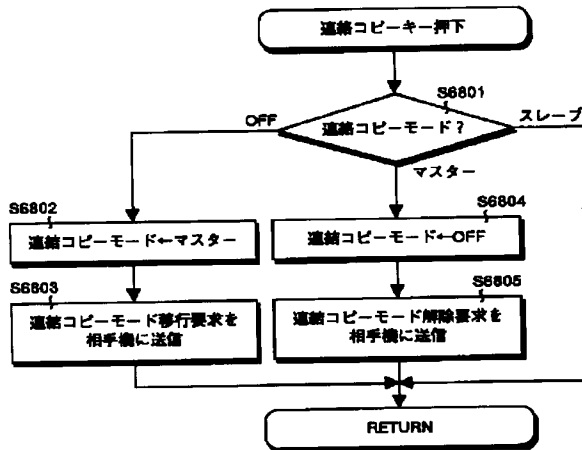 連結コピーキー押下
S6801
連結コピーモード?
OFF
スレーブ
マスター
S6802
連結コピーモード←マスター
S6804
連結コピーモード←OFF
S6803
連結コピーモード移行要求を
相手機に送信
S6805
連結コピーモード解除要求を
相手機に送信
RETURN